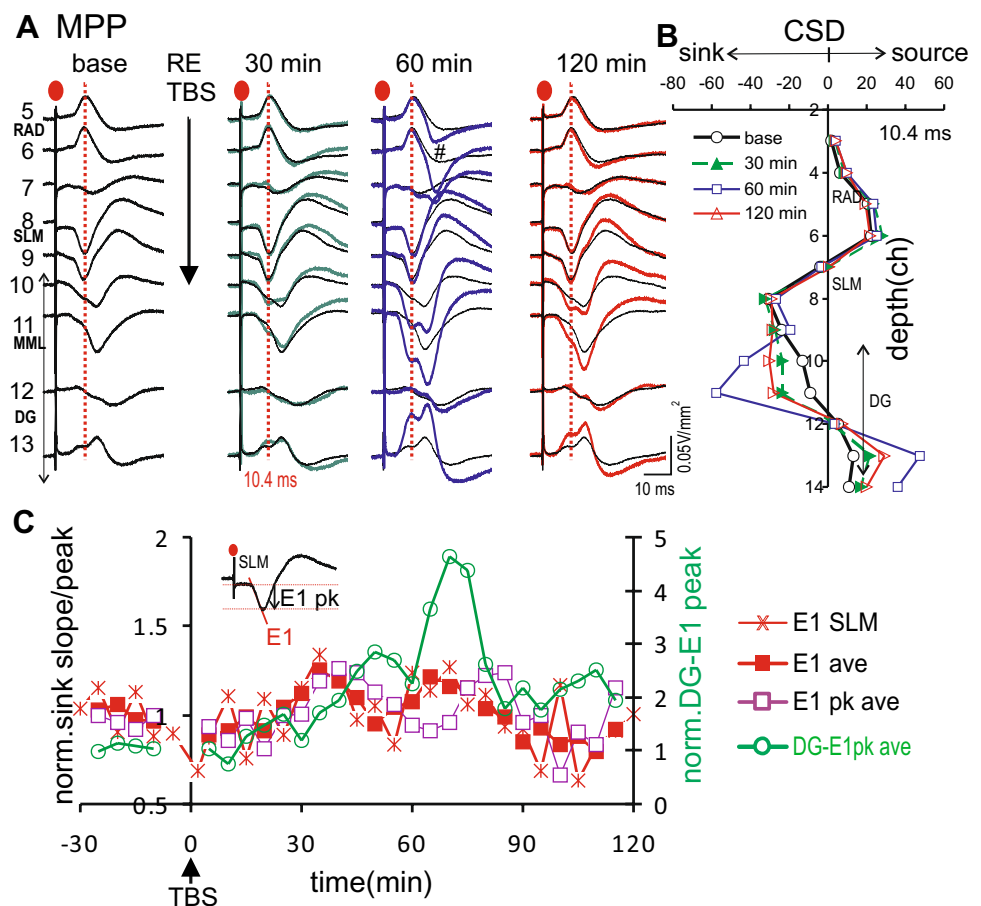 A MPP
base RE TBS 30 min 60 min 120 min
5
RAD
6
7
8
SLM
9
10
11
MML
12
DG
13
#
10.4 ms
0.05V/mm²
10 ms
B CSD
sink source
-80 -60 -40 -20 0 20 40 60
10.4 ms
2
4
6
8
10
12
14
base
30 min
60 min
120 min
RAD
SLM
DG
depth(ch)
C
norm.sink slope/peak
2
1.5
1
0.5
SLM
E1 pk
E1
5
4
3
2
1
0
norm.DG-E1 peak
-30 0 30 60 90 120
TBS
time(min)
E1 SLM
E1 ave
E1 pk ave
DG-E1pk ave